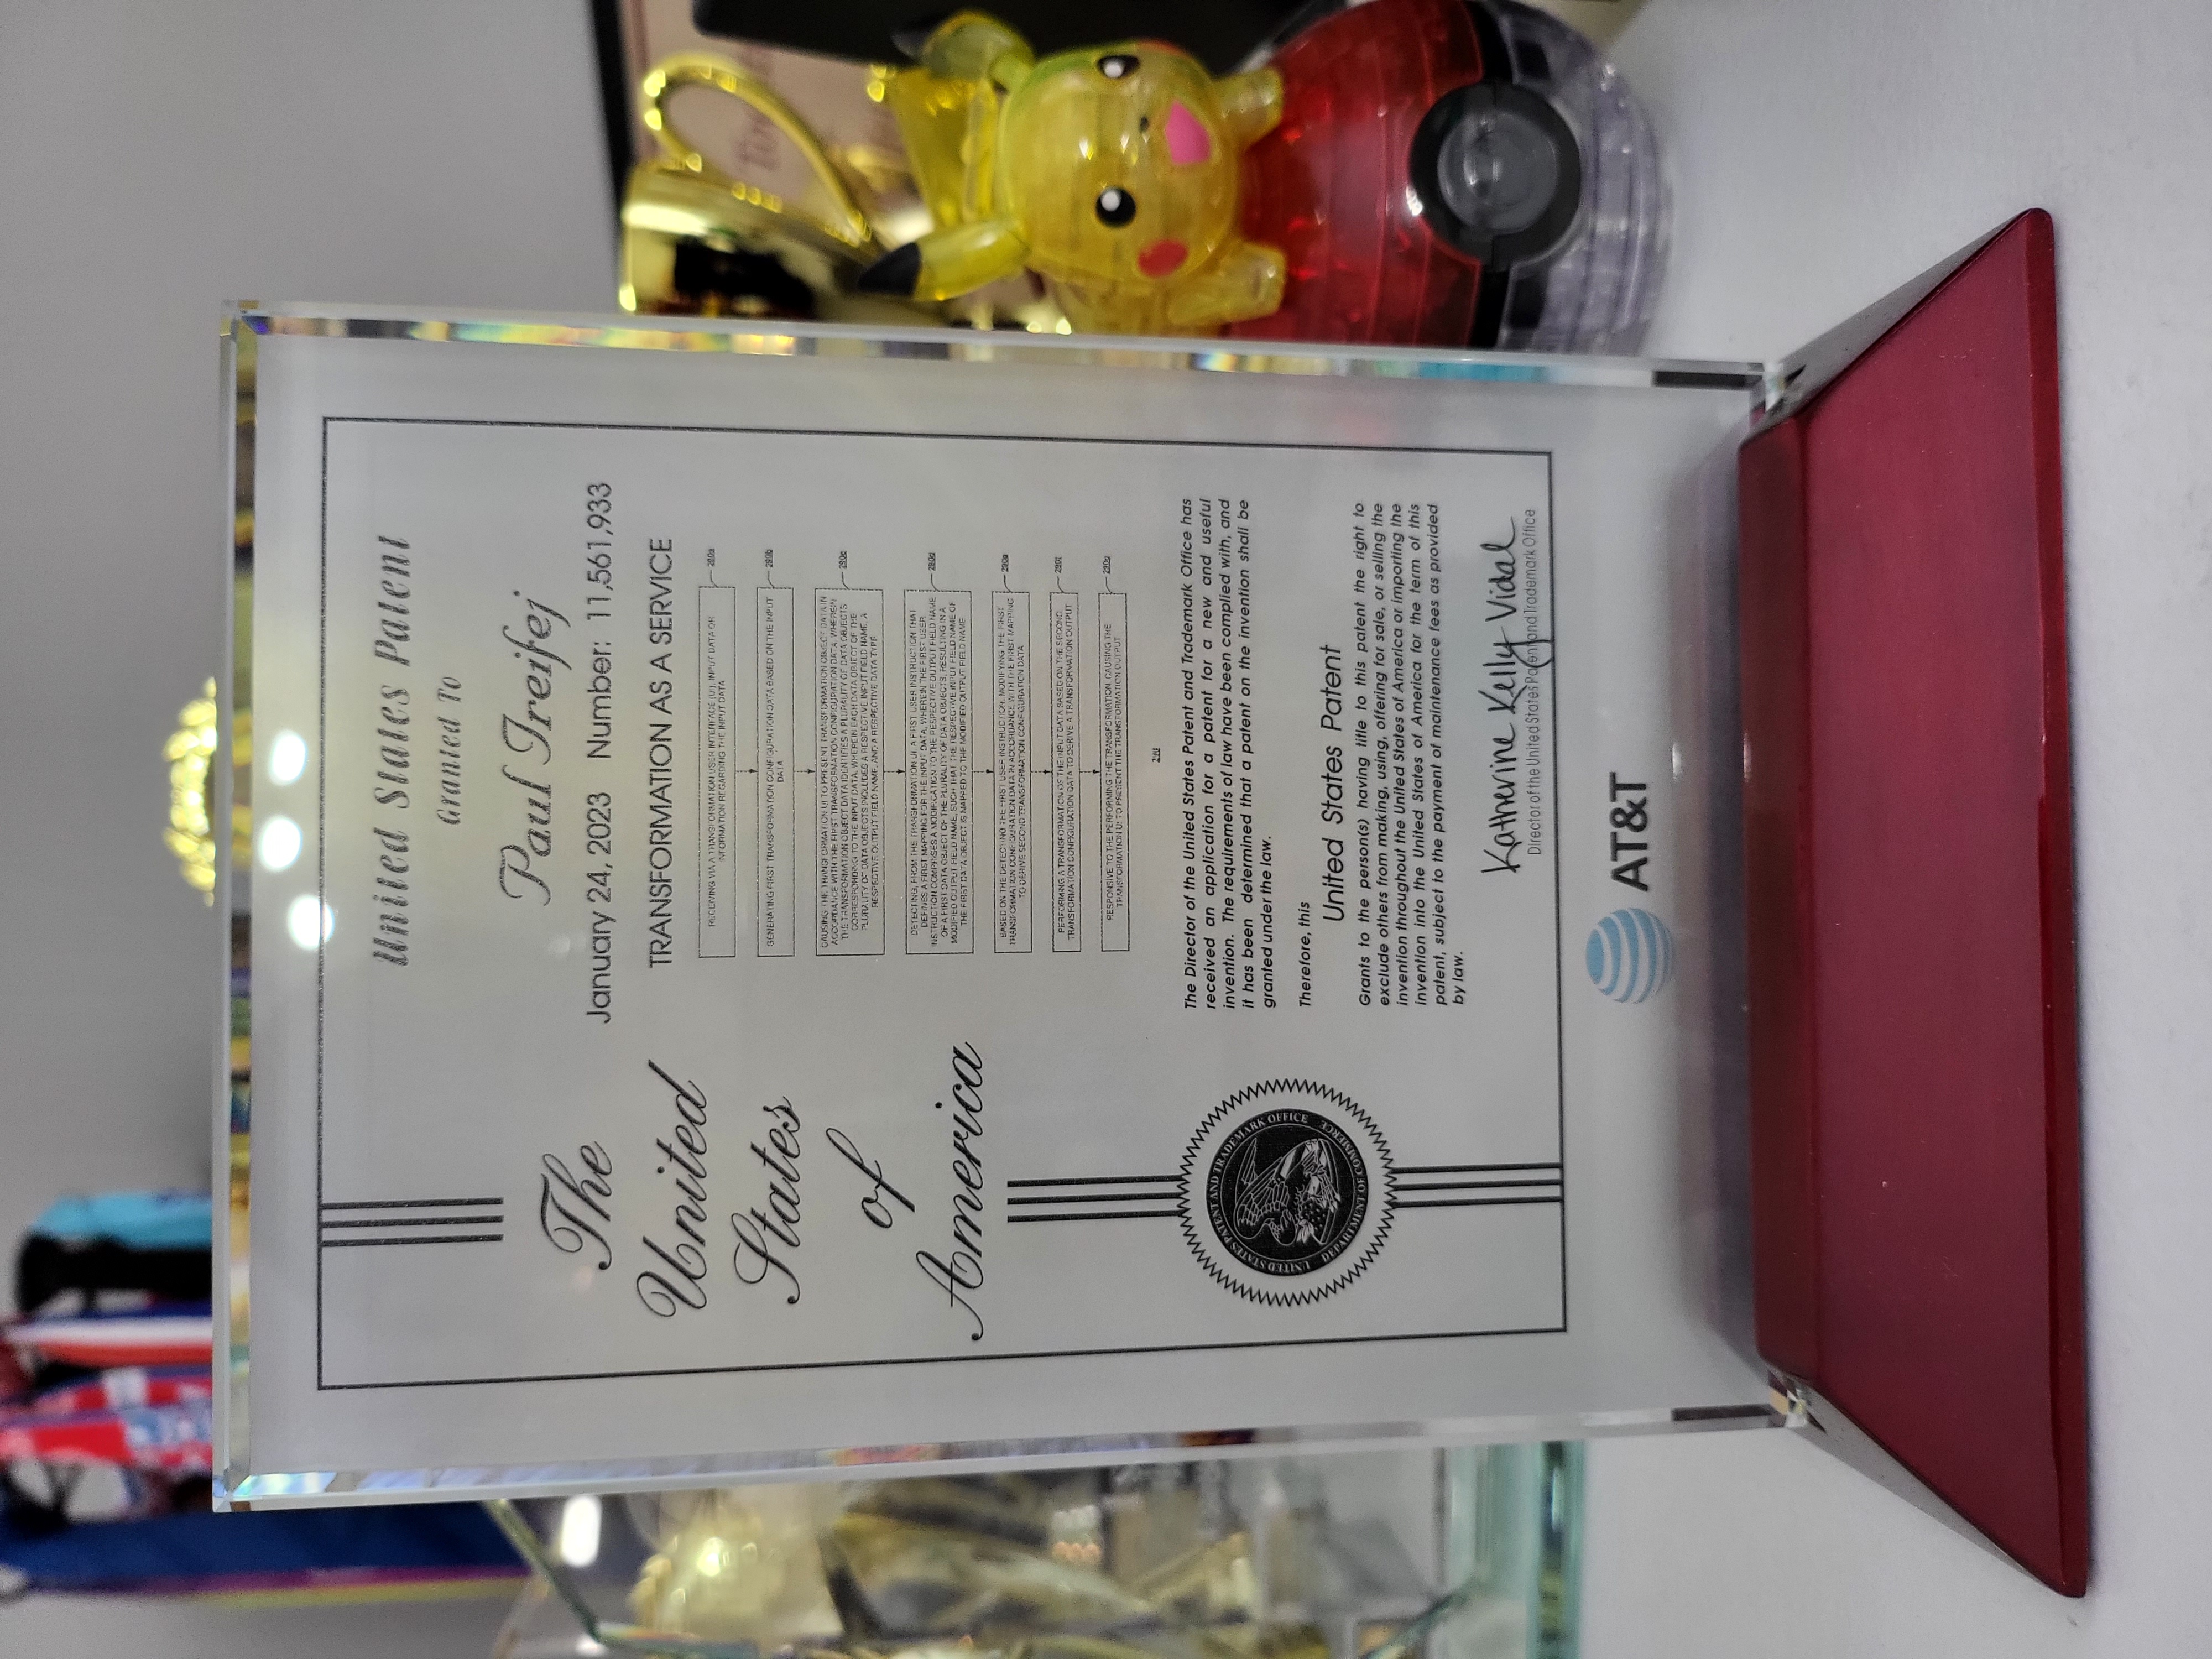 United States Patent
Granted To
Paul Ireifej
January 24, 2023 Number: 11,561,933
TRANSFORMATION AS A SERVICE
The
United
States
of
America
RECEIVING VIA A TRANSFORMATION USER INTERFACE (UI), INPUT DATA OR
INFORMATION REGARDING THE INPUT DATA
290a
GENERATING FIRST TRANSFORMATION CONFIGURATION DATA BASED ON THE INPUT
DATA
290b
CAUSING THE TRANSFORMATION UI TO PRESENT TRANSFORMATION OBJECT DATA IN
ACCORDANCE WITH THE FIRST TRANSFORMATION CONFIGURATION DATA, WHEREIN
THE TRANSFORMATION OBJECT DATA IDENTIFIES A PLURALITY OF DATA OBJECTS
CORRESPONDING TO THE INPUT DATA, WHEREIN EACH DATA OBJECT OF THE
PLURALITY OF DATA OBJECTS INCLUDES A RESPECTIVE INPUT FIELD NAME, A
RESPECTIVE OUTPUT FIELD NAME, AND A RESPECTIVE DATA TYPE
290c
DETECTING, FROM THE TRANSFORMATION UI, A FIRST USER INSTRUCTION THAT
DEFINES A FIRST MAPPING FOR THE INPUT DATA, WHEREIN THE FIRST USER
INSTRUCTION COMPRISES A MODIFICATION TO THE RESPECTIVE OUTPUT FIELD NAME
OF A FIRST DATA OBJECT OF THE PLURALITY OF DATA OBJECTS, RESULTING IN A
MODIFIED OUTPUT FIELD NAME, SUCH THAT THE RESPECTIVE INPUT FIELD NAME OF
THE FIRST DATA OBJECT IS MAPPED TO THE MODIFIED OUTPUT FIELD NAME
290d
BASED ON THE DETECTING THE FIRST USER INSTRUCTION, MODIFYING THE FIRST
TRANSFORMATION CONFIGURATION DATA IN ACCORDANCE WITH THE FIRST MAPPING
TO DERIVE SECOND TRANSFORMATION CONFIGURATION DATA
290e
PERFORMING A TRANSFORMATION OF THE INPUT DATA BASED ON THE SECOND
TRANSFORMATION CONFIGURATION DATA TO DERIVE A TRANSFORMATION OUTPUT
290f
RESPONSIVE TO THE PERFORMING THE TRANSFORMATION, CAUSING THE
TRANSFORMATION UI TO PRESENT THE TRANSFORMATION OUTPUT
290g
290
The Director of the United States Patent and Trademark Office has
received an application for a patent for a new and useful
invention. The requirements of law have been complied with, and
it has been determined that a patent on the invention shall be
granted under the law.
Therefore, this
United States Patent
Grants to the person(s) having title to this patent the right to
exclude others from making, using, offering for sale, or selling the
invention throughout the United States of America or importing the
invention into the United States of America for the term of this
patent, subject to the payment of maintenance fees as provided
by law.
UNITED STATES PATENT AND TRADEMARK OFFICE
DEPARTMENT OF COMMERCE
Katherine Kelly Vidal
Director of the United States Patent and Trademark Office
AT&T